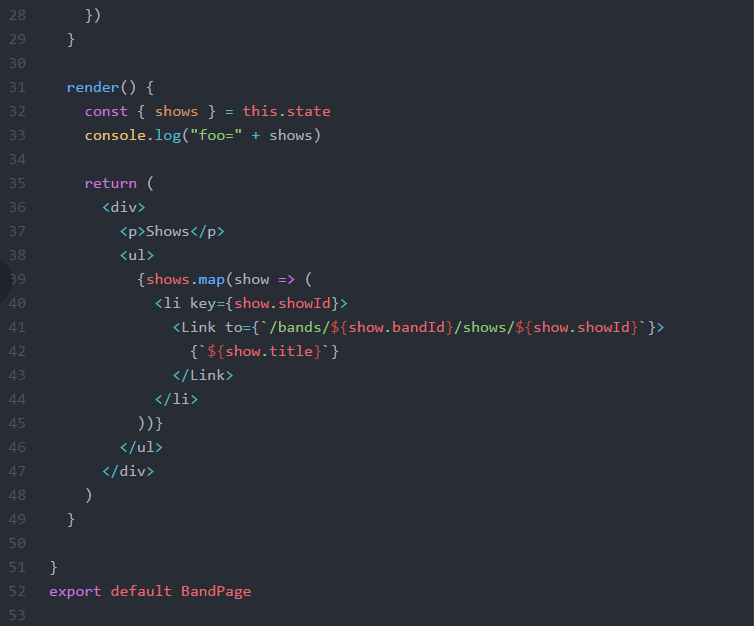 28      })
29    }
30
31    render() {
32      const { shows } = this.state
33      console.log("foo=" + shows)
34
35      return (
36        <div>
37          <p>Shows</p>
38          <ul>
39            {shows.map(show => (
40              <li key={show.showId}>
41                <Link to={`/bands/${show.bandId}/shows/${show.showId}`}>
42                  {`${show.title}`}
43                </Link>
44              </li>
45            ))}
46          </ul>
47        </div>
48      )
49    }
50
51  }
52  export default BandPage
53